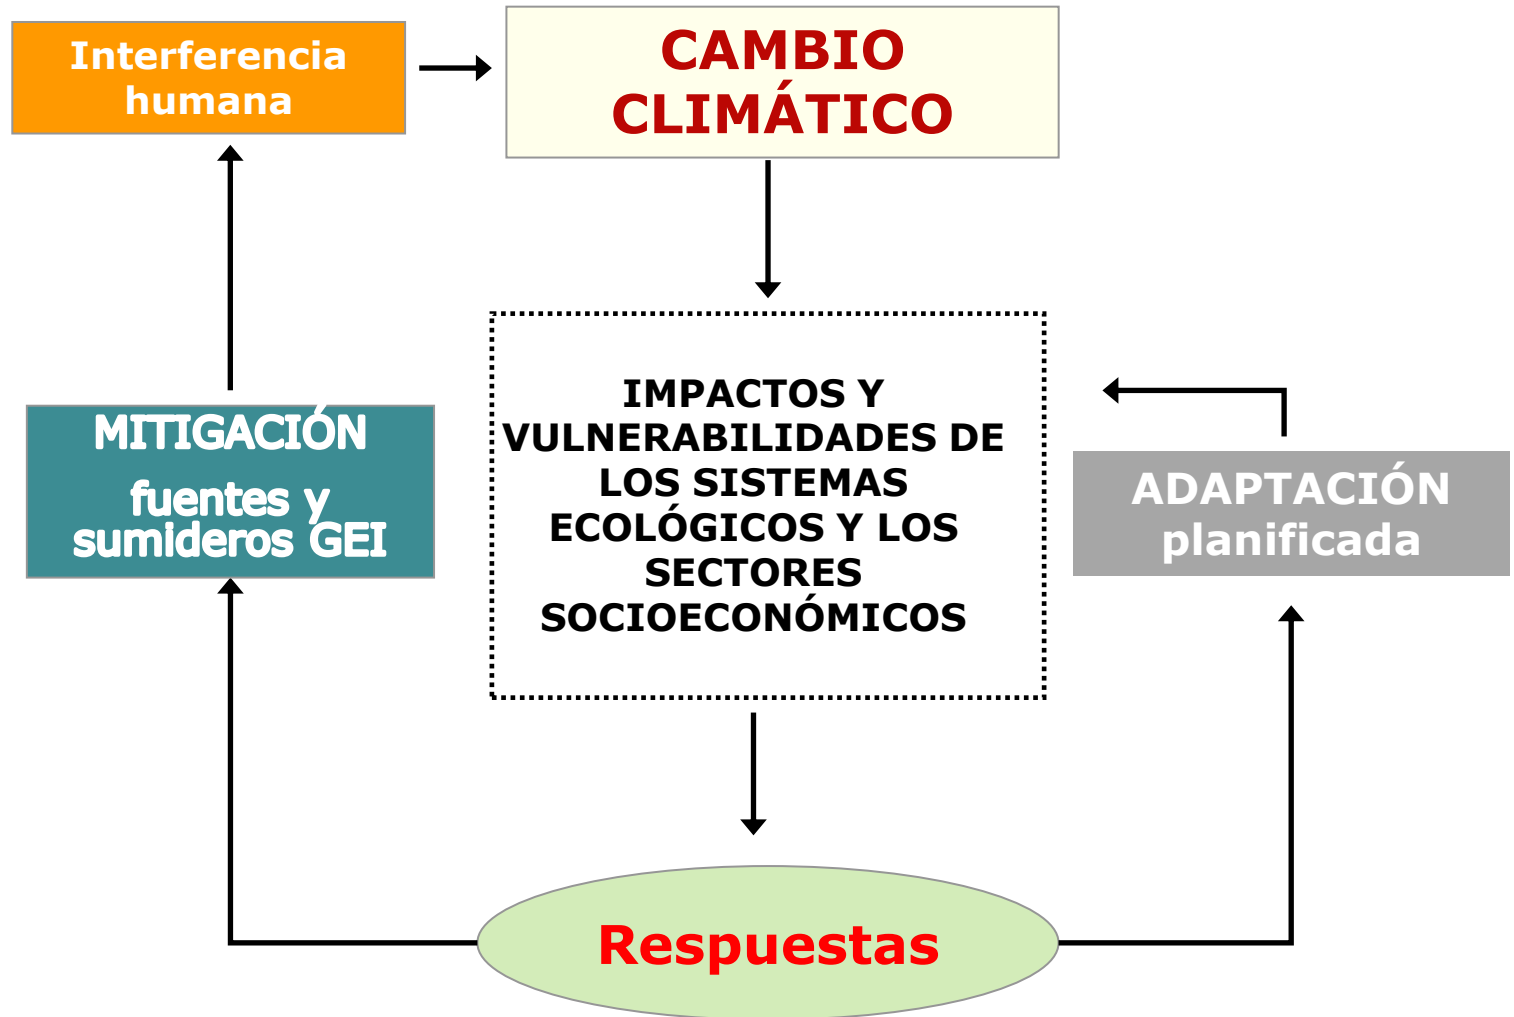 Interferencia
humana
CAMBIO
CLIMÁTICO
IMPACTOS Y
VULNERABILIDADES DE
LOS SISTEMAS
ECOLÓGICOS Y LOS
SECTORES
SOCIOECONÓMICOS
MITIGACIÓN
fuentes y
sumideros GEI
ADAPTACIÓN
planificada
Respuestas